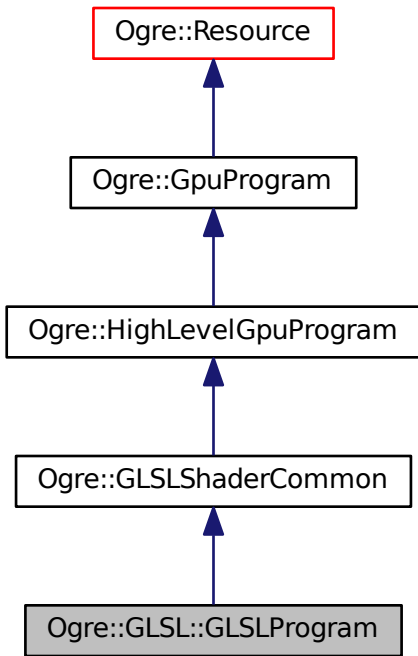 Ogre::Resource
Ogre::GpuProgram
Ogre::HighLevelGpuProgram
Ogre::GLSLShaderCommon
Ogre::GLSL::GLSLProgram